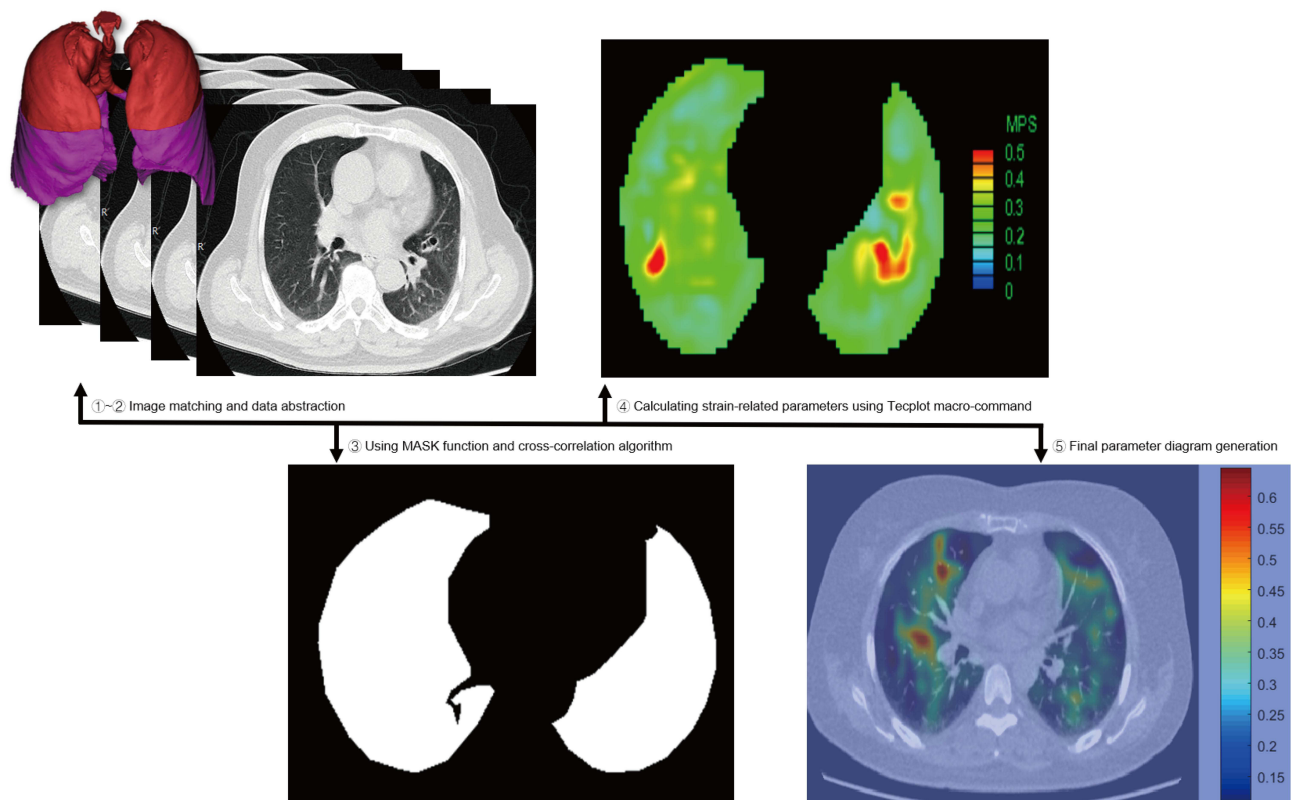 R
R
R
MPS
0.5
0.4
0.3
0.2
0.1
0
①~② Image matching and data abstraction
④ Calculating strain-related parameters using Tecplot macro-command
③ Using MASK function and cross-correlation algorithm
⑤ Final parameter diagram generation
0.6
0.55
0.5
0.45
0.4
0.35
0.3
0.25
0.2
0.15